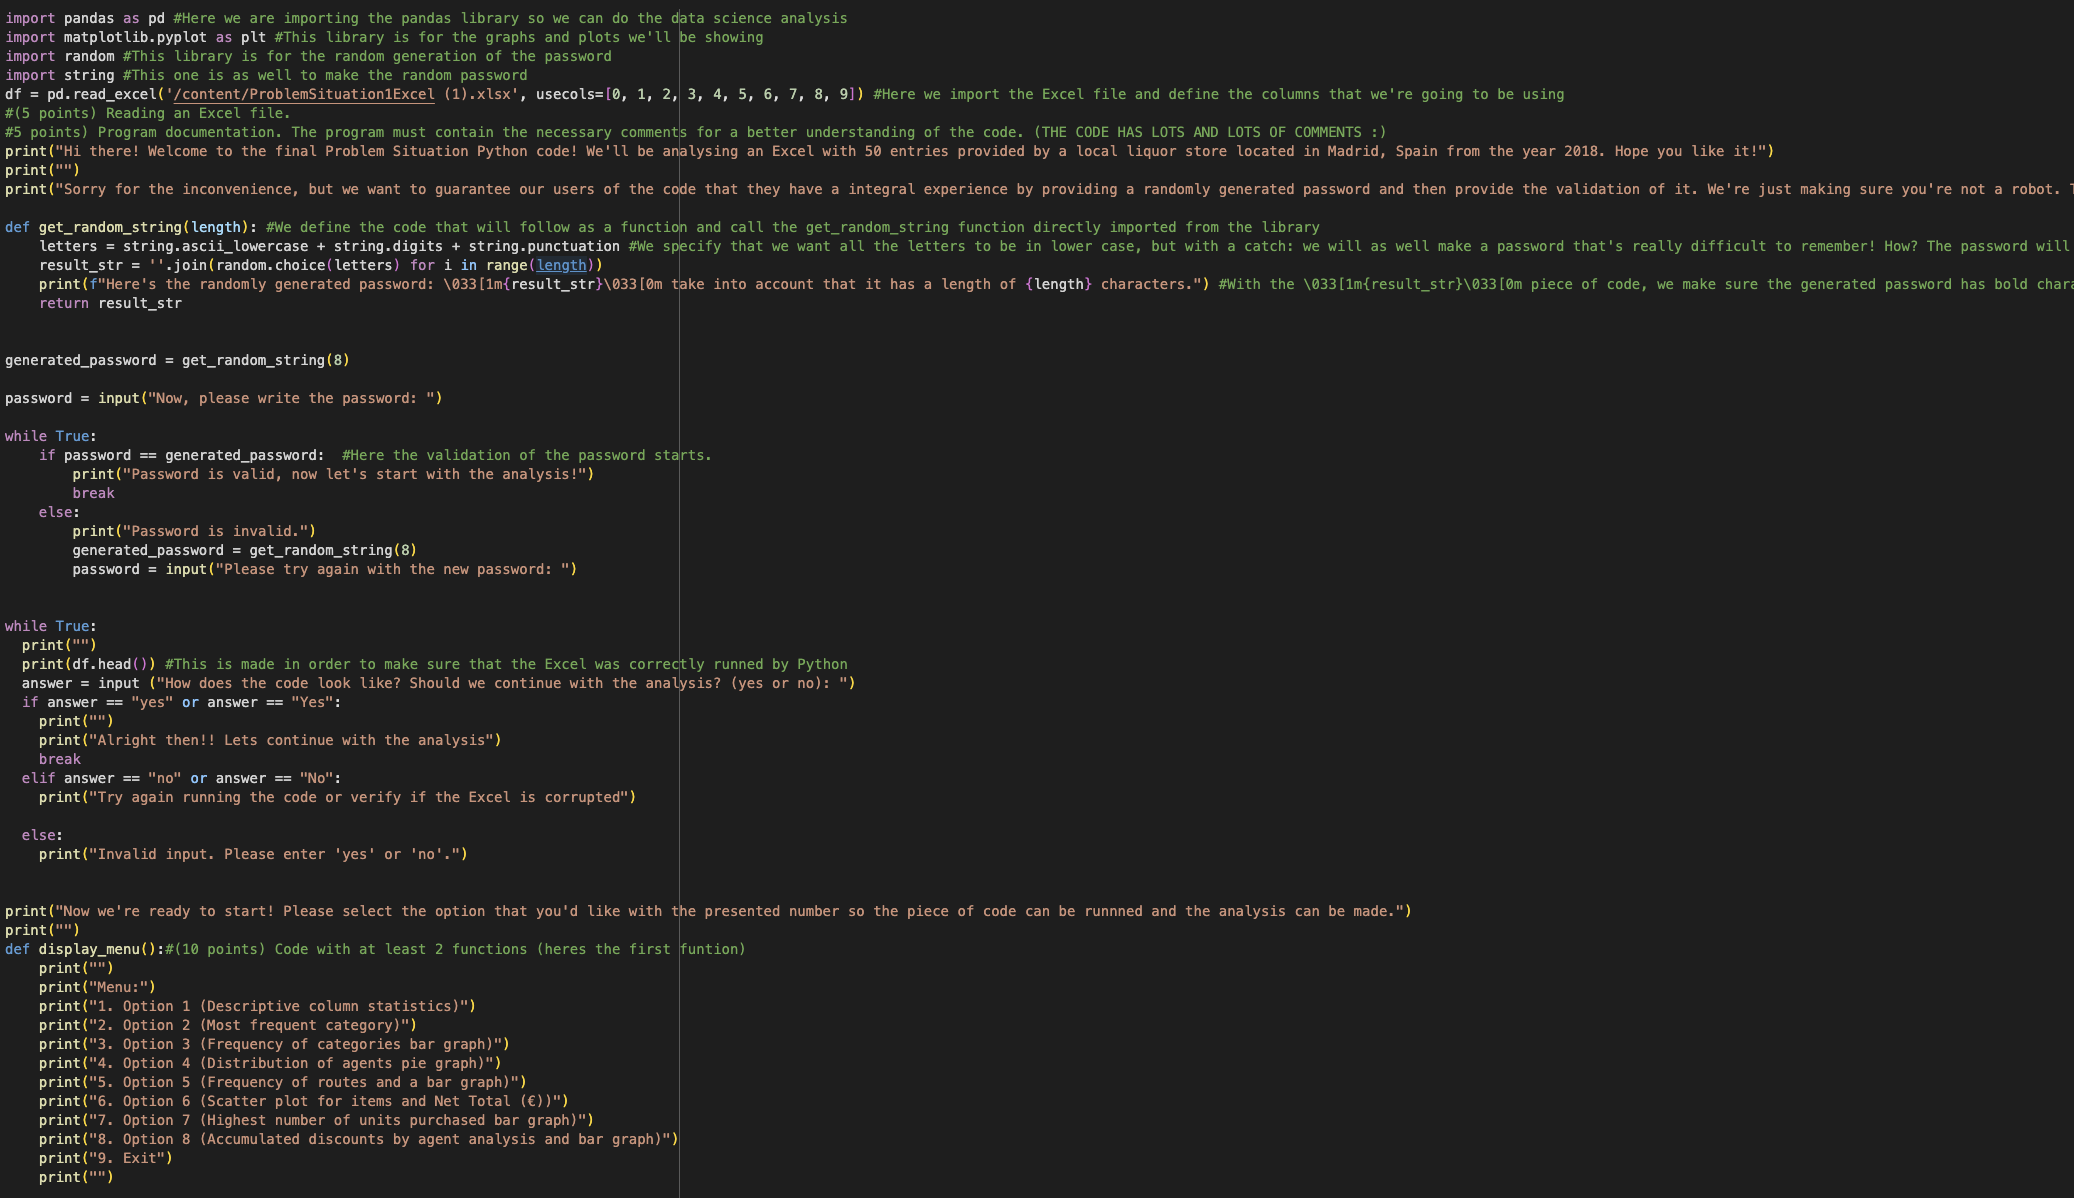 import pandas as pd #Here we are importing the pandas library so we can do the data science analysis
import matplotlib.pyplot as plt #This library is for the graphs and plots we'll be showing
import random #This library is for the random generation of the password
import string #This one is as well to make the random password
df = pd.read_excel('/content/ProblemSituation1Excel (1).xlsx', usecols=[0, 1, 2, 3, 4, 5, 6, 7, 8, 9]) #Here we import the Excel file and define the columns that we're going to be using
#(5 points) Reading an Excel file.
#5 points) Program documentation. The program must contain the necessary comments for a better understanding of the code. (THE CODE HAS LOTS AND LOTS OF COMMENTS :)
print("Hi there! Welcome to the final Problem Situation Python code! We'll be analysing an Excel with 50 entries provided by a local liquor store located in Madrid, Spain from the year 2018. Hope you like it!")
print("")
print("Sorry for the inconvenience, but we want to guarantee our users of the code that they have a integral experience by providing a randomly generated password and then provide the validation of it. We're just making sure you're not a robot.
def get_random_string(length): #We define the code that will follow as a function and call the get_random_string function directly imported from the library
    letters = string.ascii_lowercase + string.digits + string.punctuation #We specify that we want all the letters to be in lower case, but with a catch: we will as well make a password that's really difficult to remember! How? The password will
    result_str = ''.join(random.choice(letters) for i in range(length))
    print(f"Here's the randomly generated password: \033[1m{result_str}\033[0m take into account that it has a length of {length} characters.") #With the \033[1m{result_str}\033[0m piece of code, we make sure the generated password has bold chara
    return result_str
generated_password = get_random_string(8)
password = input("Now, please write the password: ")
while True:
    if password == generated_password:  #Here the validation of the password starts.
        print("Password is valid, now let's start with the analysis!")
        break
    else:
        print("Password is invalid.")
        generated_password = get_random_string(8)
        password = input("Please try again with the new password: ")
while True:
  print("")
  print(df.head()) #This is made in order to make sure that the Excel was correctly runned by Python
  answer = input ("How does the code look like? Should we continue with the analysis? (yes or no): ")
  if answer == "yes" or answer == "Yes":
    print("")
    print("Alright then!! Lets continue with the analysis")
    break
  elif answer == "no" or answer == "No":
    print("Try again running the code or verify if the Excel is corrupted")
  else:
    print("Invalid input. Please enter 'yes' or 'no'.")
print("Now we're ready to start! Please select the option that you'd like with the presented number so the piece of code can be runnned and the analysis can be made.")
print("")
def display_menu():#(10 points) Code with at least 2 functions (heres the first funtion)
    print("")
    print("Menu:")
    print("1. Option 1 (Descriptive column statistics)")
    print("2. Option 2 (Most frequent category)")
    print("3. Option 3 (Frequency of categories bar graph)")
    print("4. Option 4 (Distribution of agents pie graph)")
    print("5. Option 5 (Frequency of routes and a bar graph)")
    print("6. Option 6 (Scatter plot for items and Net Total (€))")
    print("7. Option 7 (Highest number of units purchased bar graph)")
    print("8. Option 8 (Accumulated discounts by agent analysis and bar graph)")
    print("9. Exit")
    print("")